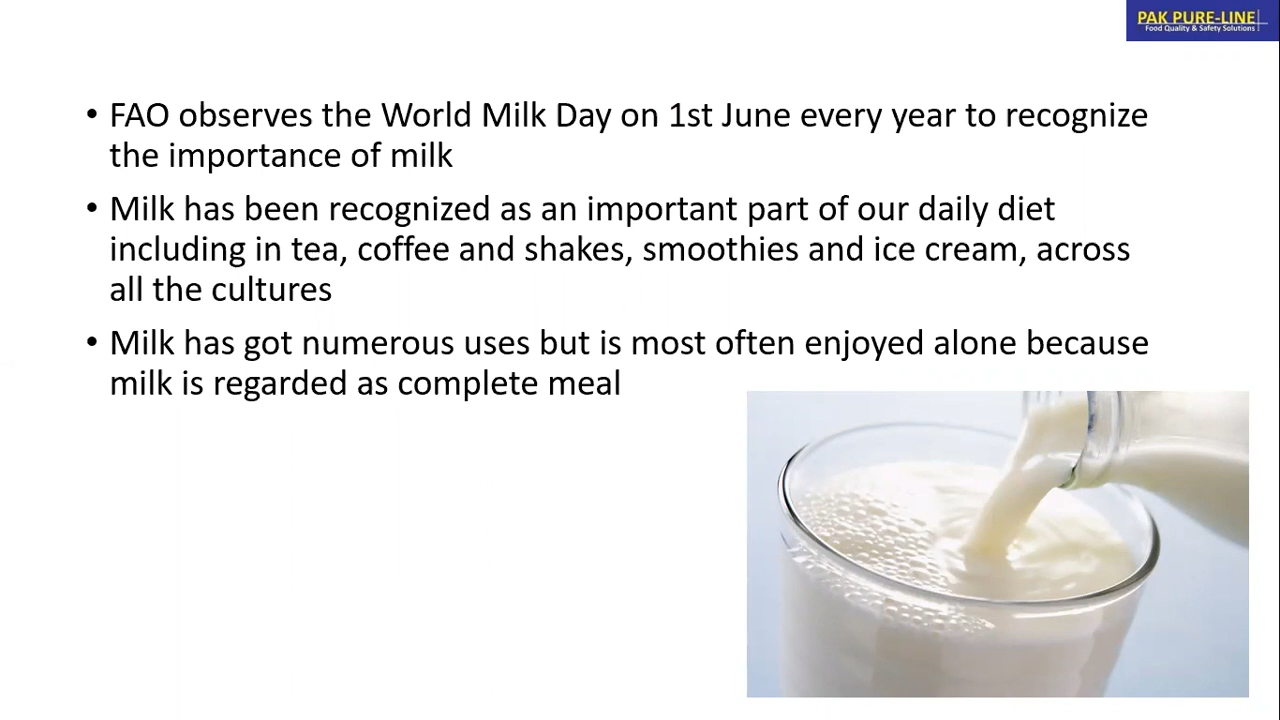 PAK PURE-LINE
Food Quality & Safety Solutions
• FAO observes the World Milk Day on 1st June every year to recognize
the importance of milk
• Milk has been recognized as an important part of our daily diet
including in tea, coffee and shakes, smoothies and ice cream, across
all the cultures
• Milk has got numerous uses but is most often enjoyed alone because
milk is regarded as complete meal